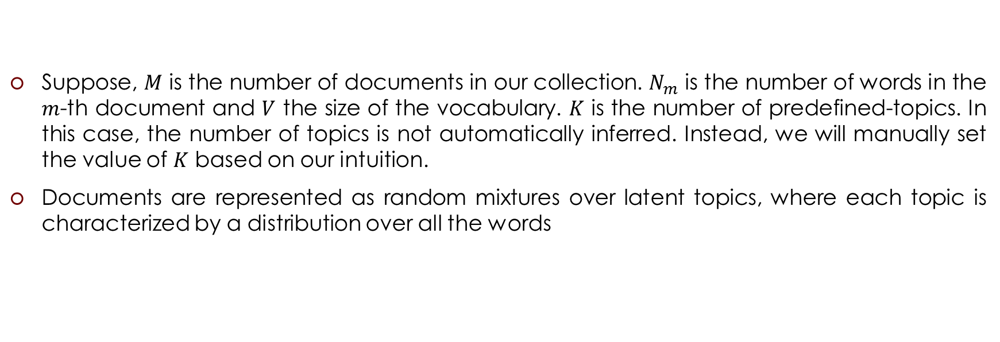 Suppose, M is the number of documents in our collection. Nm is the number of words in the
m-th document and V the size of the vocabulary. K is the number of predefined-topics. In
this case, the number of topics is not automatically inferred. Instead, we will manually set
the value of K based on our intuition.
Documents are represented as random mixtures over latent topics, where each topic is
characterized by a distribution over all the words